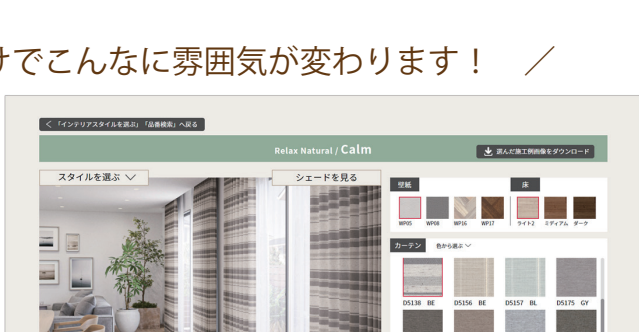 けでこんなに雰囲気が変わります！　／
「インテリアスタイルを選ぶ」「品番検索」へ戻る
Relax Natural / Calm
選んだ施工例画像をダウンロード
スタイルを選ぶ
シェードを見る
壁紙
床
WP05 WP08 WP16 WP17 ライト2 ミディアム ダーク
カーテン 色から選ぶ
D5138 BE D5156 BE D5157 BL D5175 GY